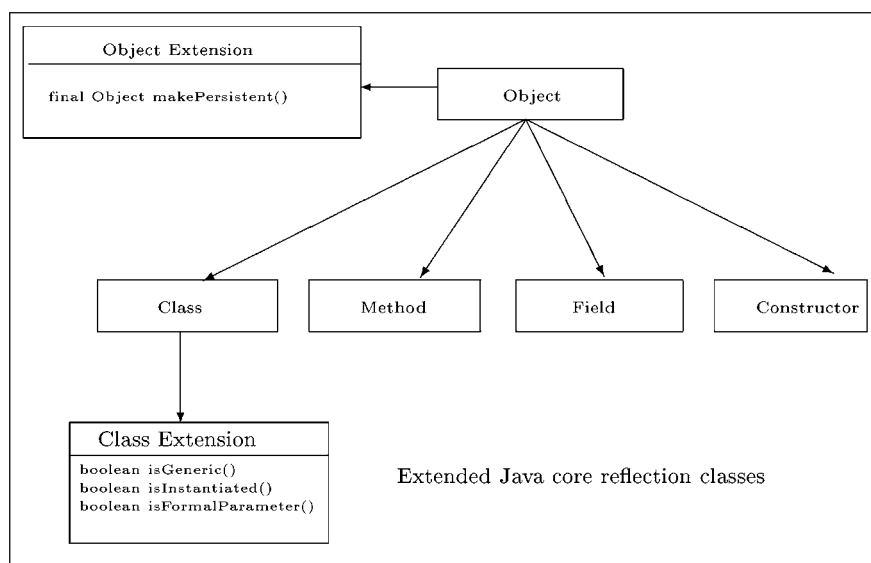 Object Extension
final Object makePersistent()
Object
Class
Method
Field
Constructor
Class Extension
boolean isGeneric()
boolean isInstantiated()
boolean isFormalParameter()
Extended Java core reflection classes